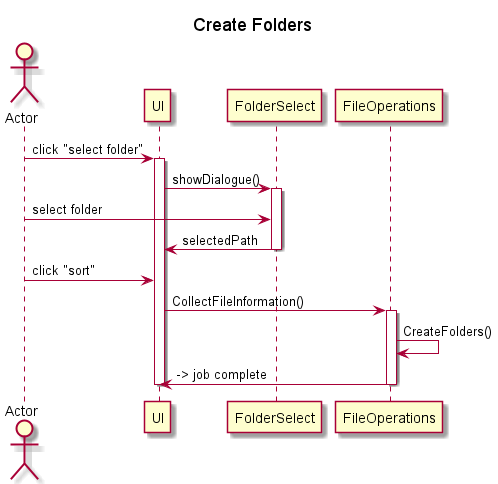 Create Folders
Actor
UI
FolderSelect
FileOperations
click "select folder"
showDialogue()
select folder
selectedPath
click "sort"
CollectFileInformation()
CreateFolders()
-> job complete
Actor
UI
FolderSelect
FileOperations